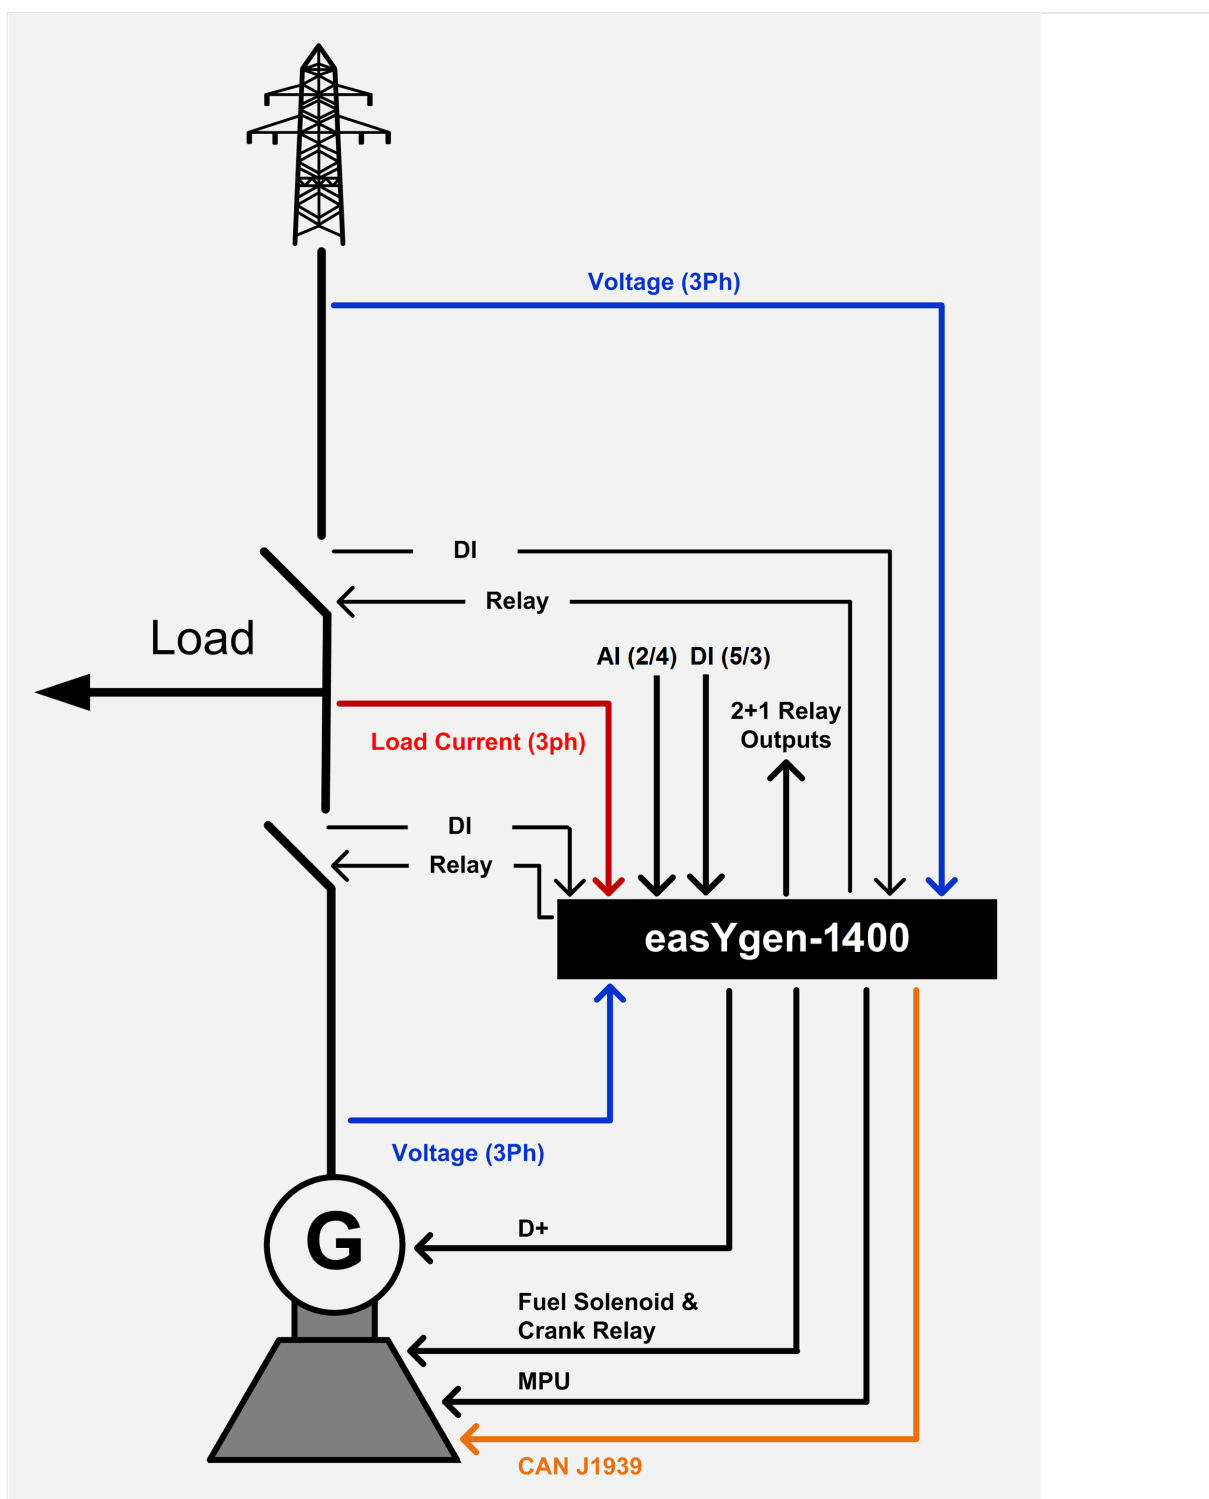 Voltage (3Ph)
DI
Relay
Load
AI (2/4) DI (5/3)
2+1 Relay
Outputs
Load Current (3ph)
DI
Relay
easYgen-1400
Voltage (3Ph)
G
D+
Fuel Solenoid &
Crank Relay
MPU
CAN J1939